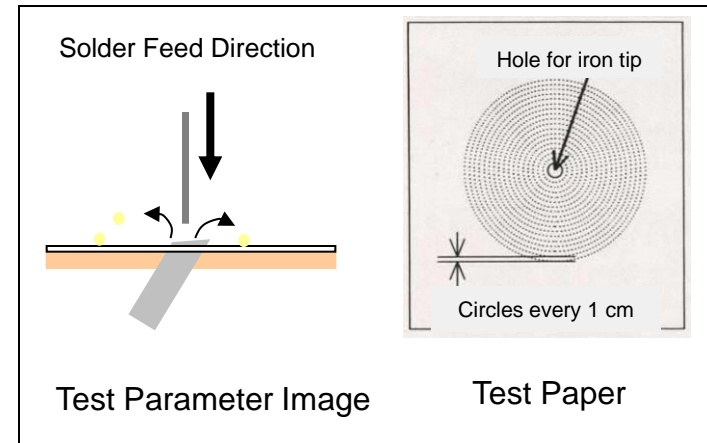 Solder Feed Direction
Hole for iron tip
Circles every 1 cm
Test Parameter Image
Test Paper